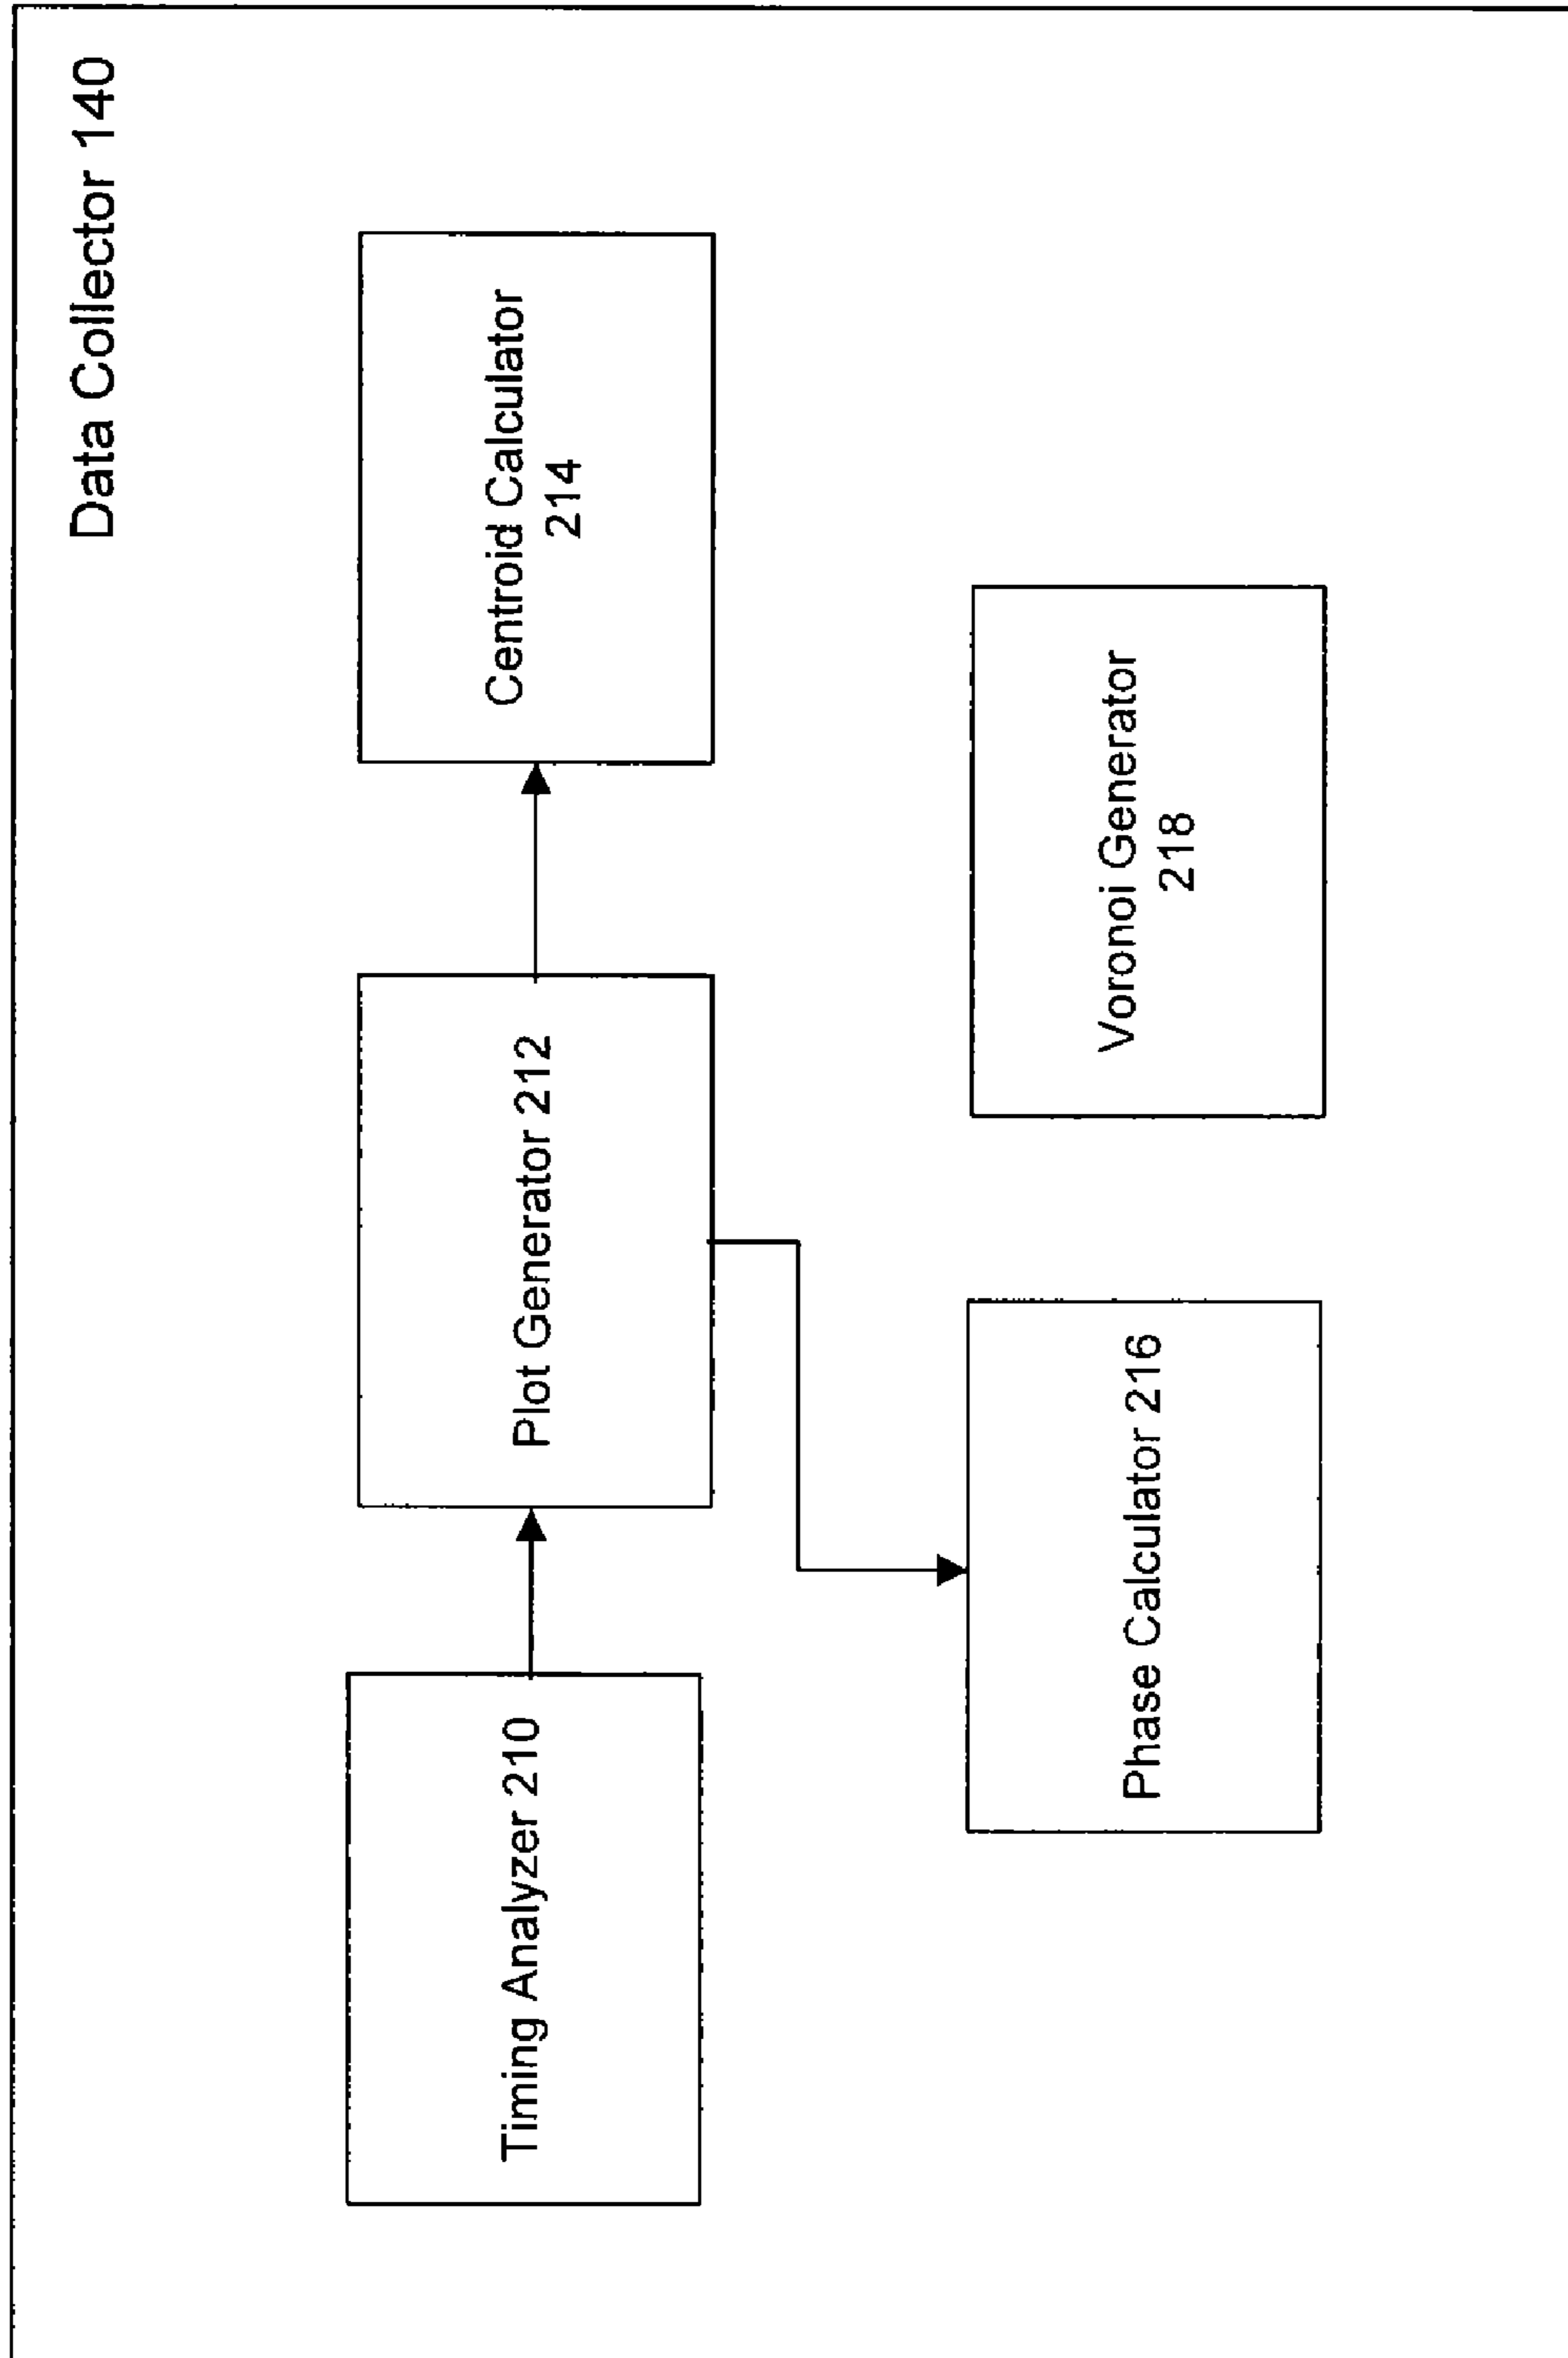 Data Collector 140
Timing Analyzer 210
Plot Generator 212
Centroid Calculator
214
Phase Calculator 216
Voronoi Generator
218